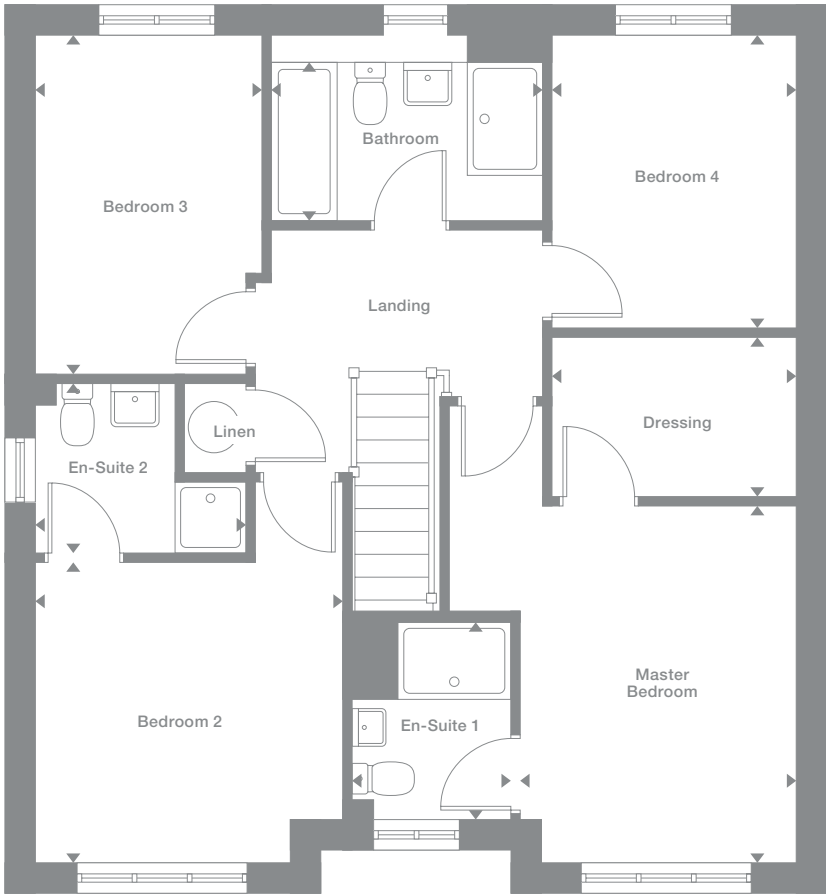 Bathroom
Bedroom 4
Bedroom 3
Landing
Dressing
Linen
En-Suite 2
Master
Bedroom
Bedroom 2
En-Suite 1